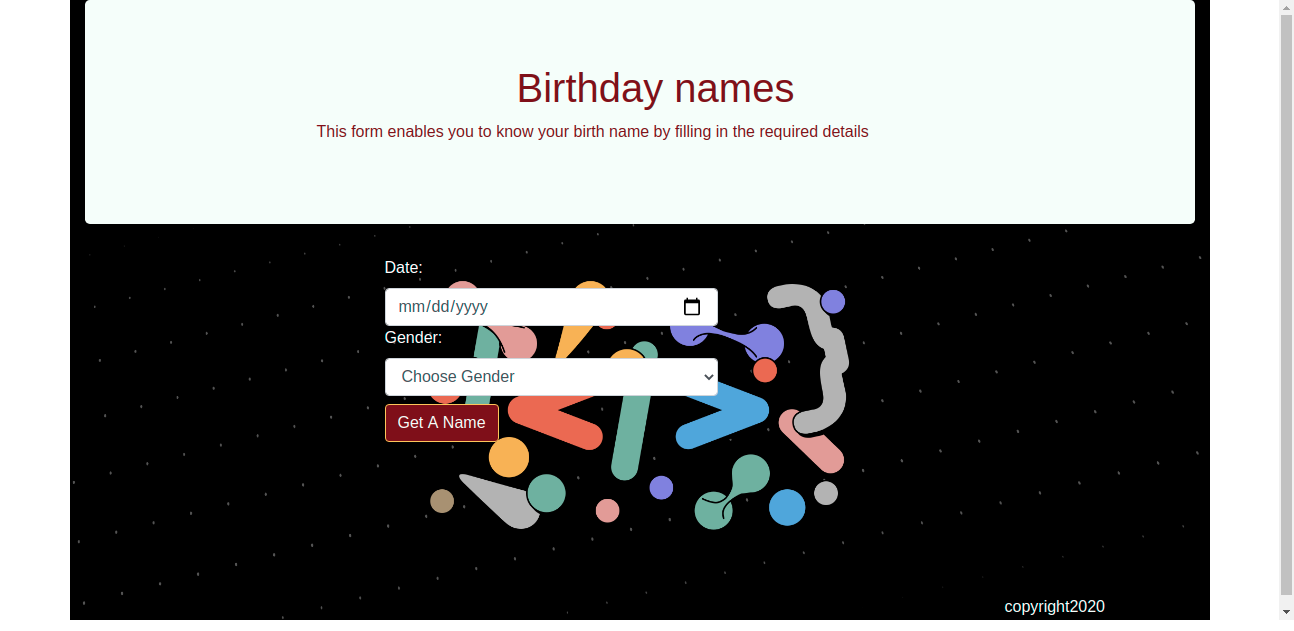 Birthday names
This form enables you to know your birth name by filling in the required details
Date:
mm/dd/yyyy
Gender:
Choose Gender
Get A Name
copyright2020